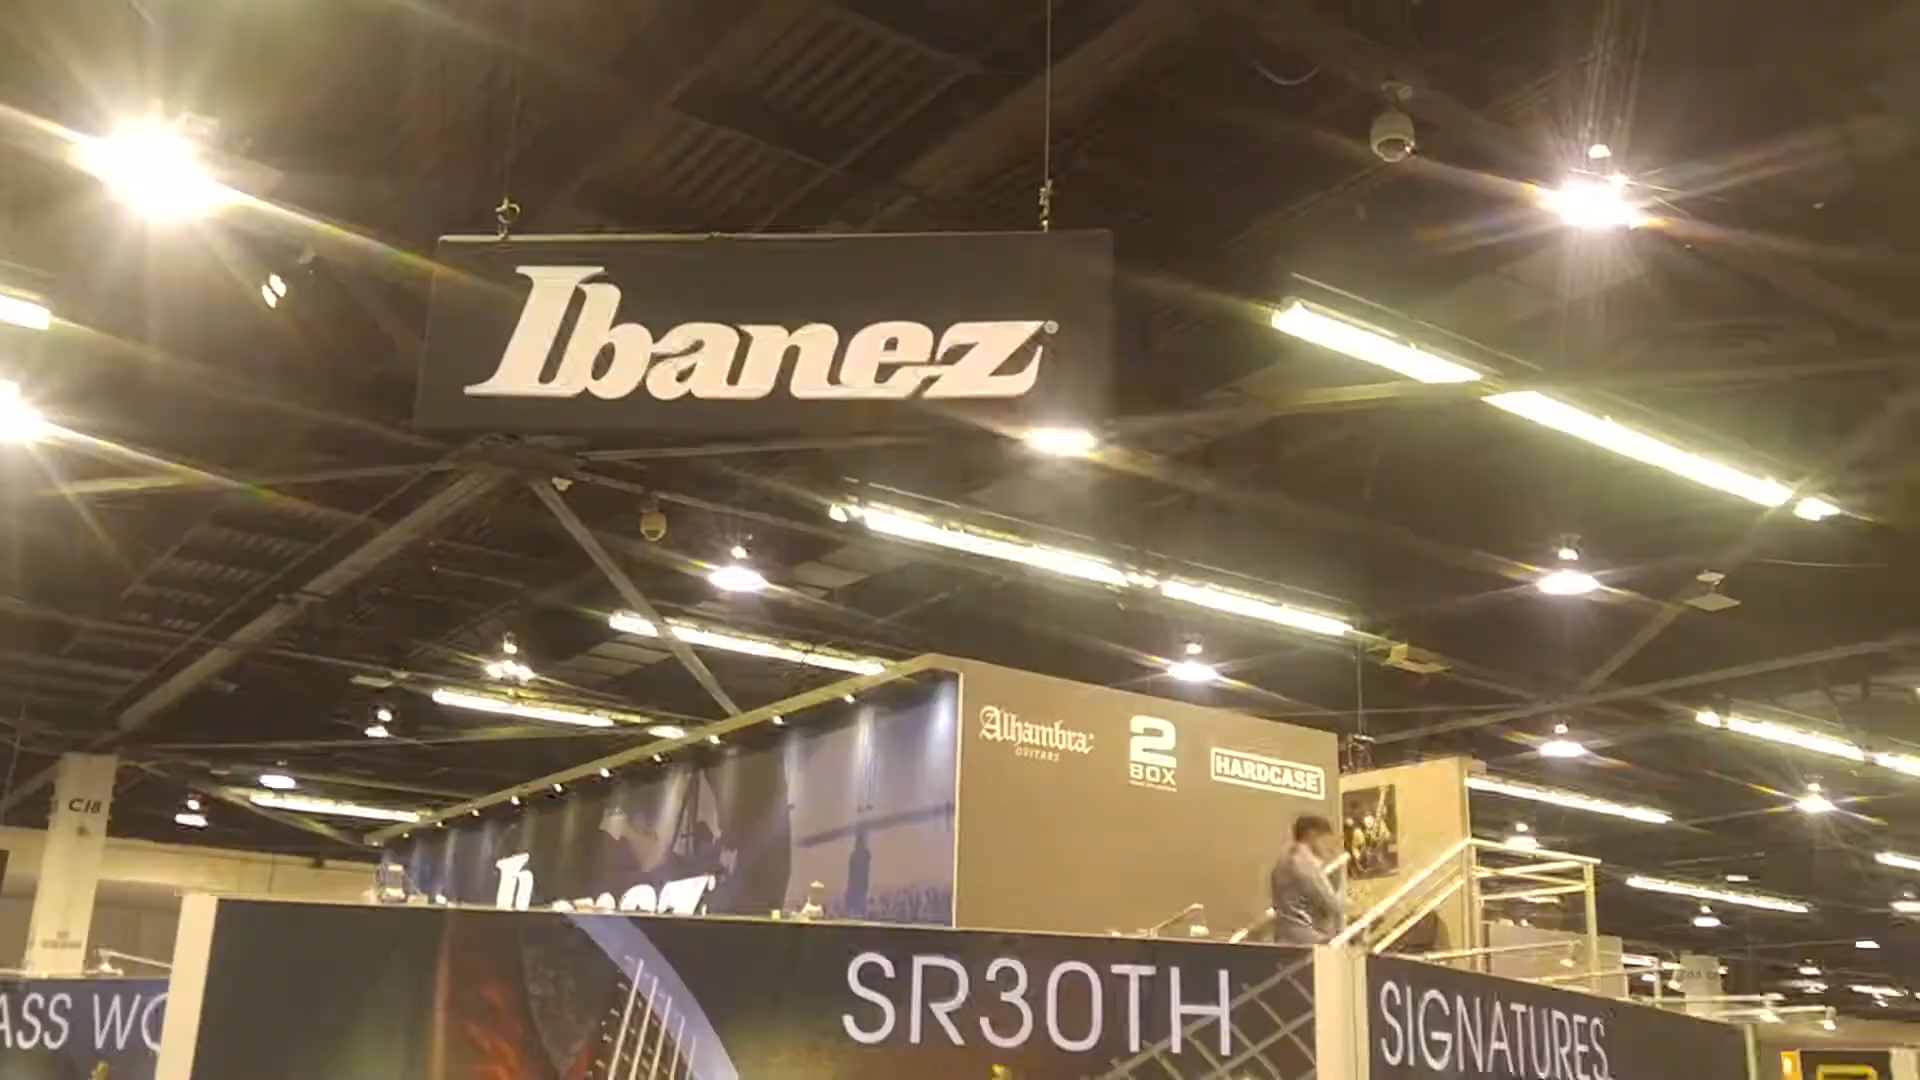 Ibanez®
Alhambra®
GUITARS
2
BOX
HARDCASE
C18
Ibanez
SR30TH
SIGNATURES
ASS WO